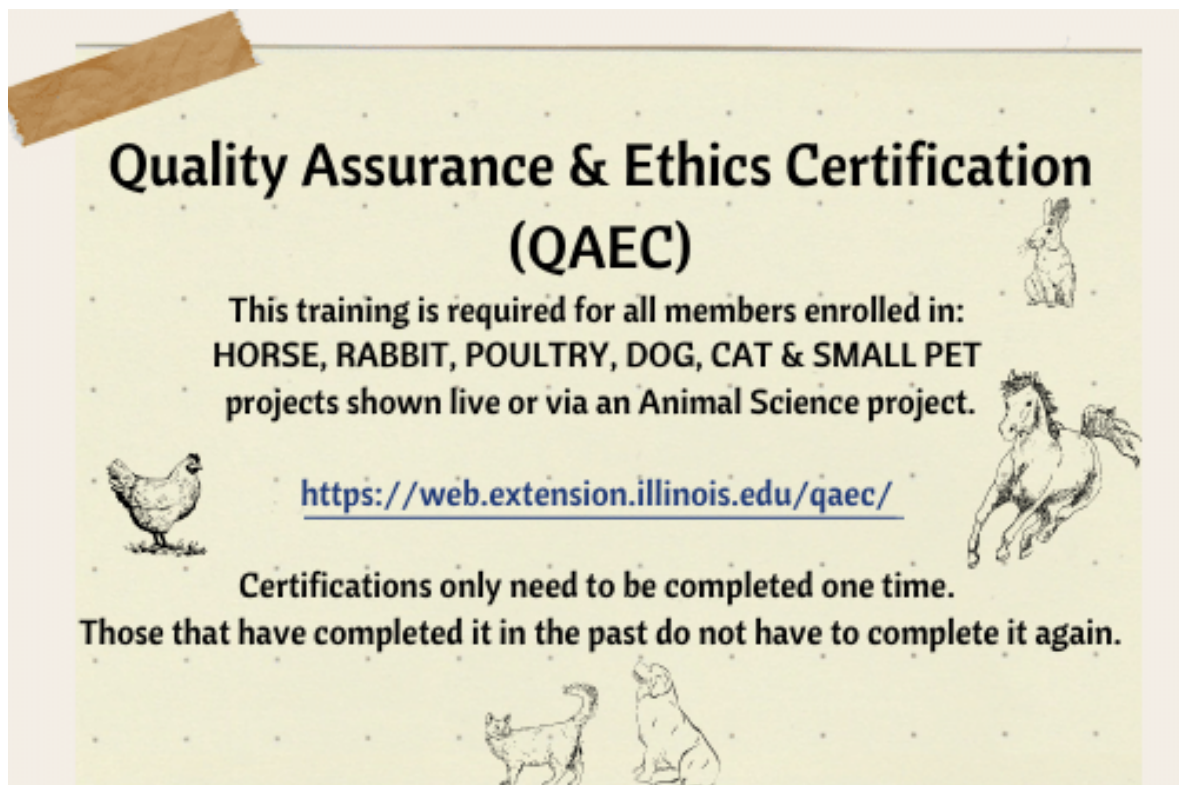 Quality Assurance & Ethics Certification
(QAEC)
This training is required for all members enrolled in:
HORSE, RABBIT, POULTRY, DOG, CAT & SMALL PET
projects shown live or via an Animal Science project.
https://web.extension.illinois.edu/qaec/
Certifications only need to be completed one time.
Those that have completed it in the past do not have to complete it again.